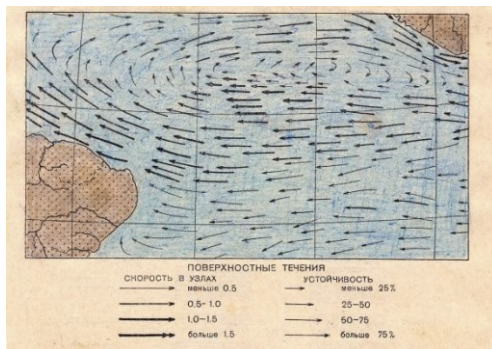 ПОВЕРХНОСТНЫЕ ТЕЧЕНИЯ
СКОРОСТЬ В УЗЛАХ УСТОЙЧИВОСТЬ
меньше 0.5 меньше 25%
0.5-1.0 25-50
1.0-1.5 50-75
больше 1.5 больше 75%